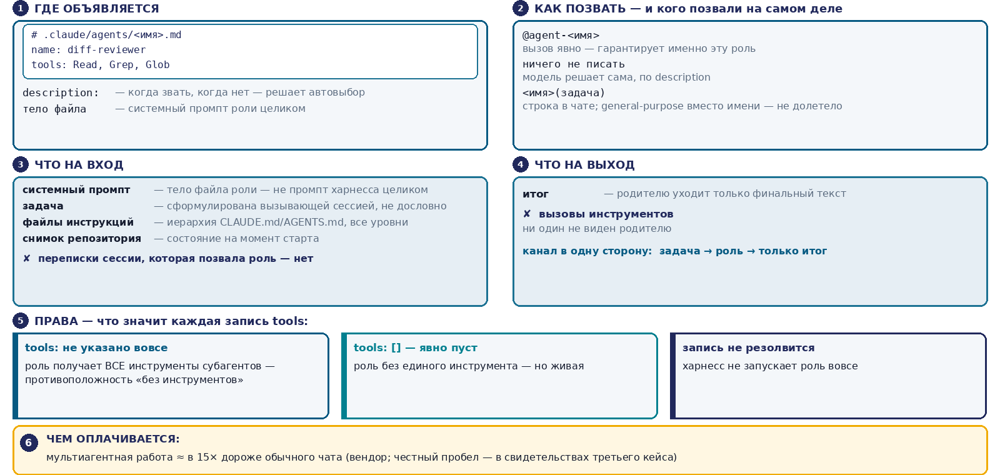 1 ГДЕ ОБЪЯВЛЯЕТСЯ
# .claude/agents/<имя>.md
name: diff-reviewer
tools: Read, Grep, Glob
description: — когда звать, когда нет — решает автовыбор
тело файла — системный промпт роли целиком
2 КАК ПОЗВАТЬ — и кого позвали на самом деле
@agent-<имя>
вызов явно — гарантирует именно эту роль
ничего не писать
модель решает сама, по description
<имя>(задача)
строка в чате; general-purpose вместо имени — не долетело
3 ЧТО НА ВХОД
системный промпт — тело файла роли — не промпт харнесса целиком
задача — сформулирована вызывающей сессией, не дословно
файлы инструкций — иерархия CLAUDE.md/AGENTS.md, все уровни
снимок репозитория — состояние на момент старта
✘ переписки сессии, которая позвала роль — нет
4 ЧТО НА ВЫХОД
итог — родителю уходит только финальный текст
✘ вызовы инструментов
ни один не виден родителю
канал в одну сторону: задача → роль → только итог
5 ПРАВА — что значит каждая запись tools:
tools: не указано вовсе
роль получает ВСЕ инструменты субагентов —
противоположность «без инструментов»
tools: [] — явно пуст
роль без единого инструмента — но живая
запись не резолвится
харнесс не запускает роль вовсе
6 ЧЕМ ОПЛАЧИВАЕТСЯ:
мультиагентная работа ≈ в 15× дороже обычного чата (вендор; честный пробел — в свидетельствах третьего кейса)